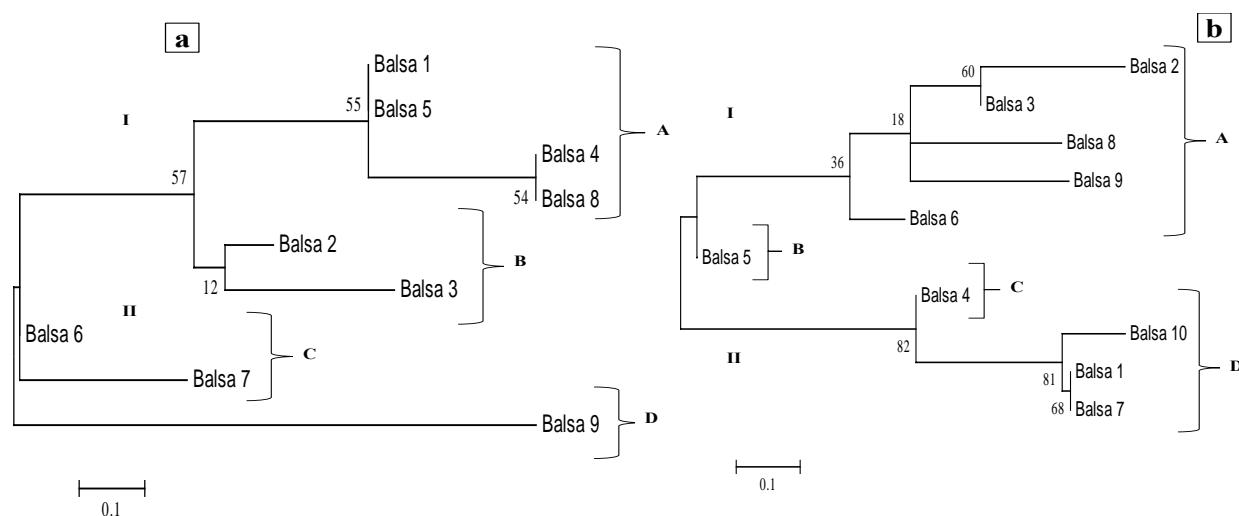 a
Balsa 1
55
Balsa 5
I
A
Balsa 4
57
54
Balsa 8
Balsa 2
B
12
Balsa 3
II
Balsa 6
C
Balsa 7
Balsa 9
D
0.1
b
60
Balsa 2
Balsa 3
I
18
Balsa 8
A
36
Balsa 9
Balsa 6
Balsa 5
B
Balsa 4
C
82
II
Balsa 10
81
Balsa 1
D
68
Balsa 7
0.1